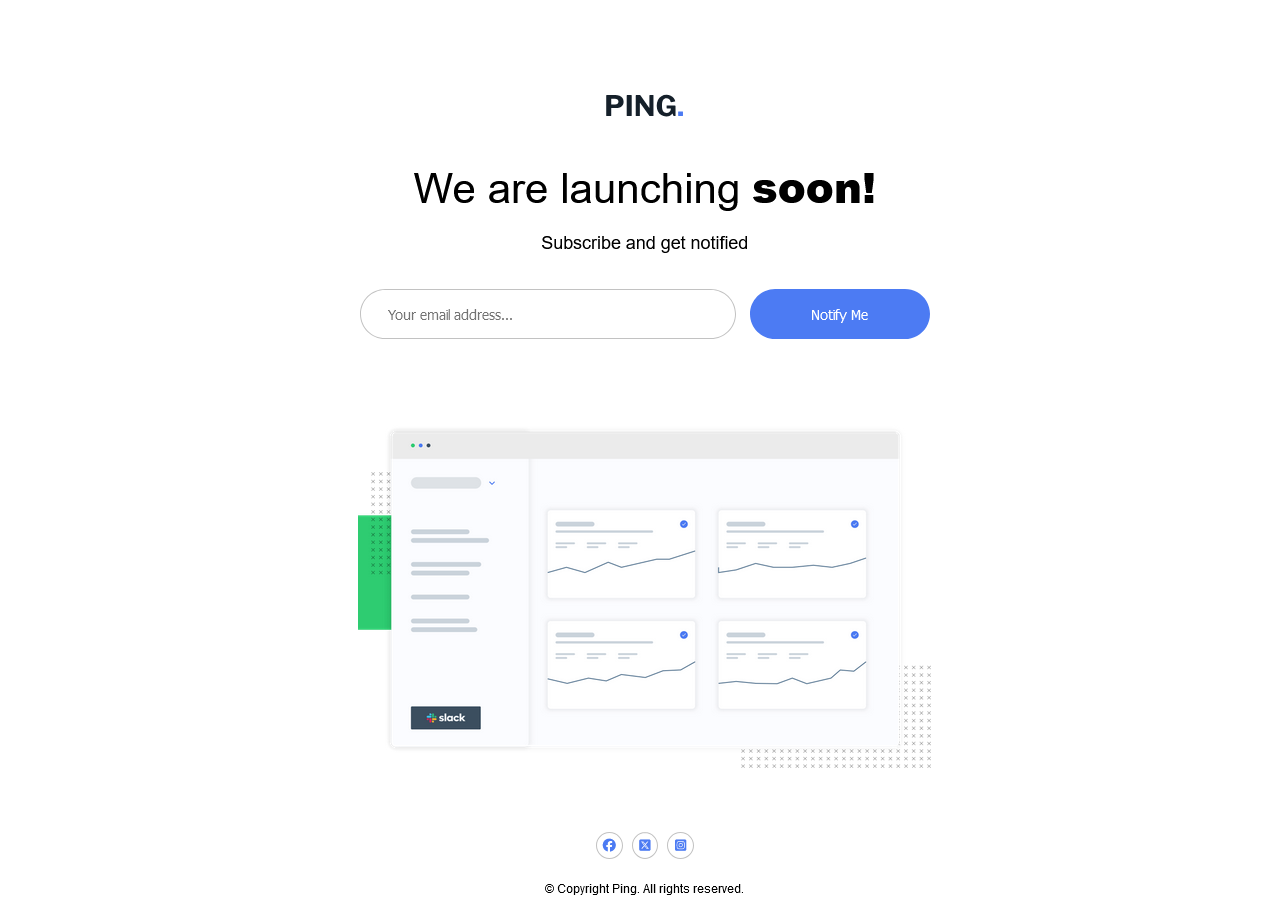 PING.
We are launching soon!
Subscribe and get notified
Your email address...
Notify Me
slack
© Copyright Ping. All rights reserved.